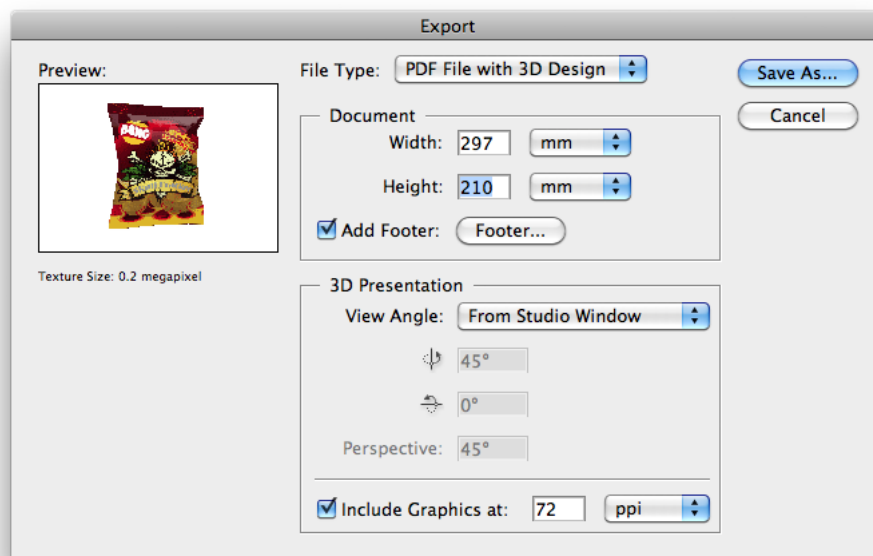 Export
Preview:
File Type: PDF File with 3D Design
Save As...
Cancel
Document
Width: 297 mm
Height: 210 mm
Add Footer: Footer...
Texture Size: 0.2 megapixel
3D Presentation
View Angle: From Studio Window
45°
0°
Perspective: 45°
Include Graphics at: 72 ppi